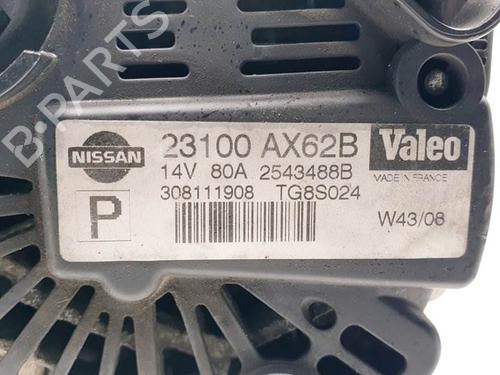 B-PARTS
NISSAN 23100 AX62B Valeo
14V 80A 2543488B MADE IN FRANCE
308111908 TG8S024
P W43/08